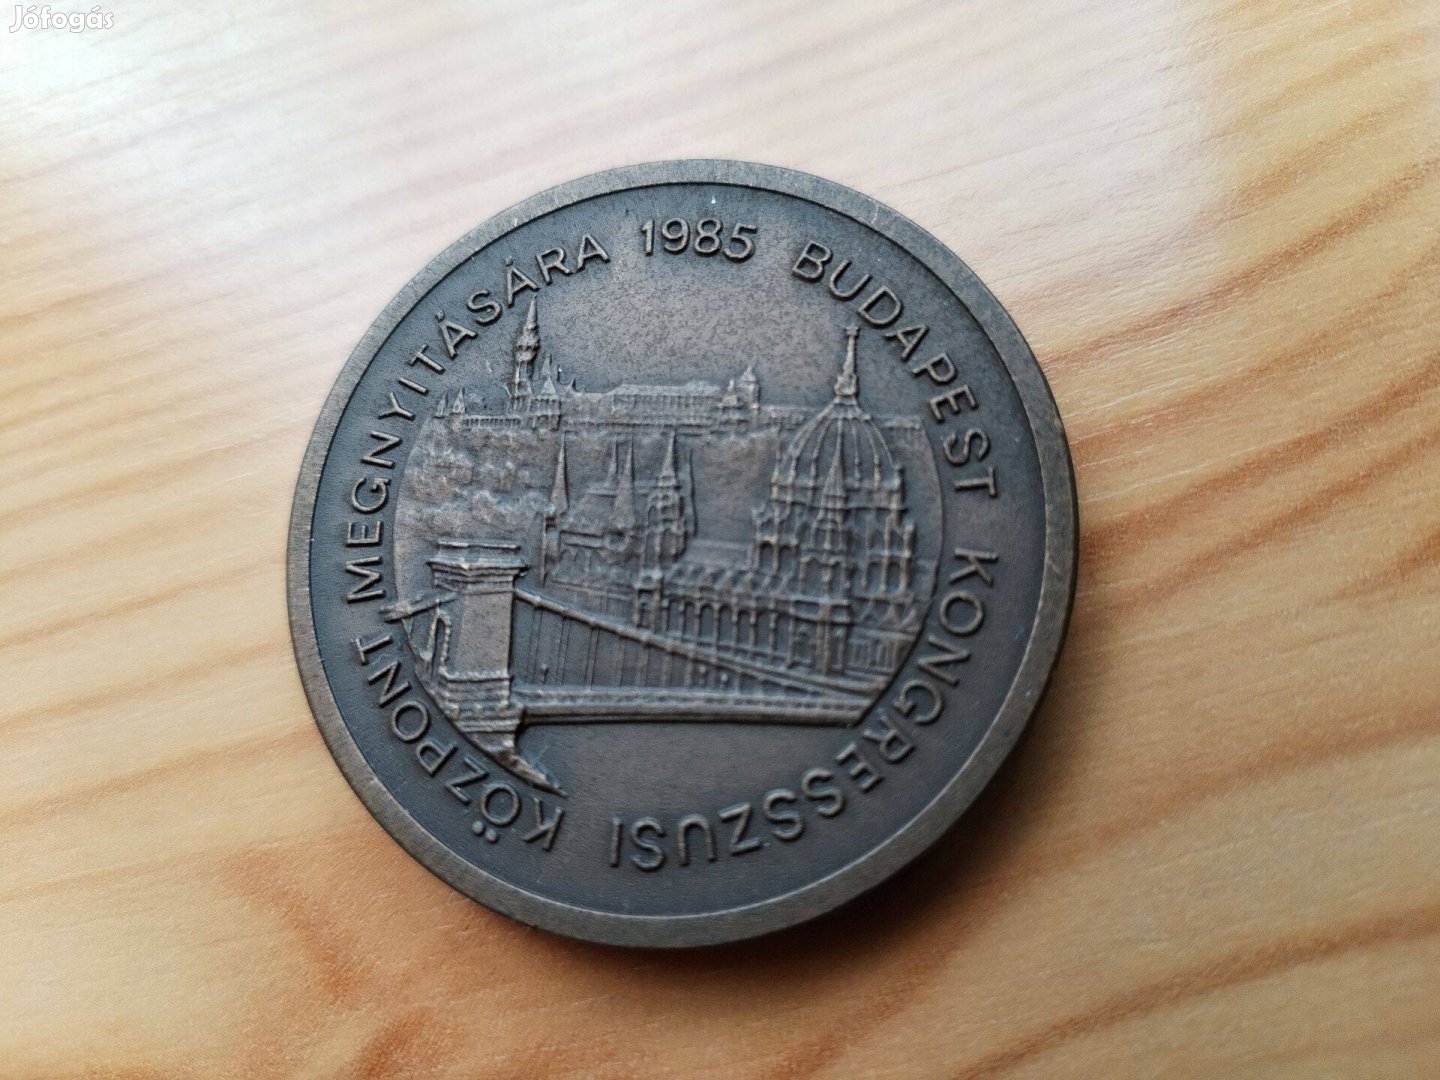 Jófogás
BUDAPEST KONGRESSZUSI KÖZPONT MEGNYITÁSÁRA 1985